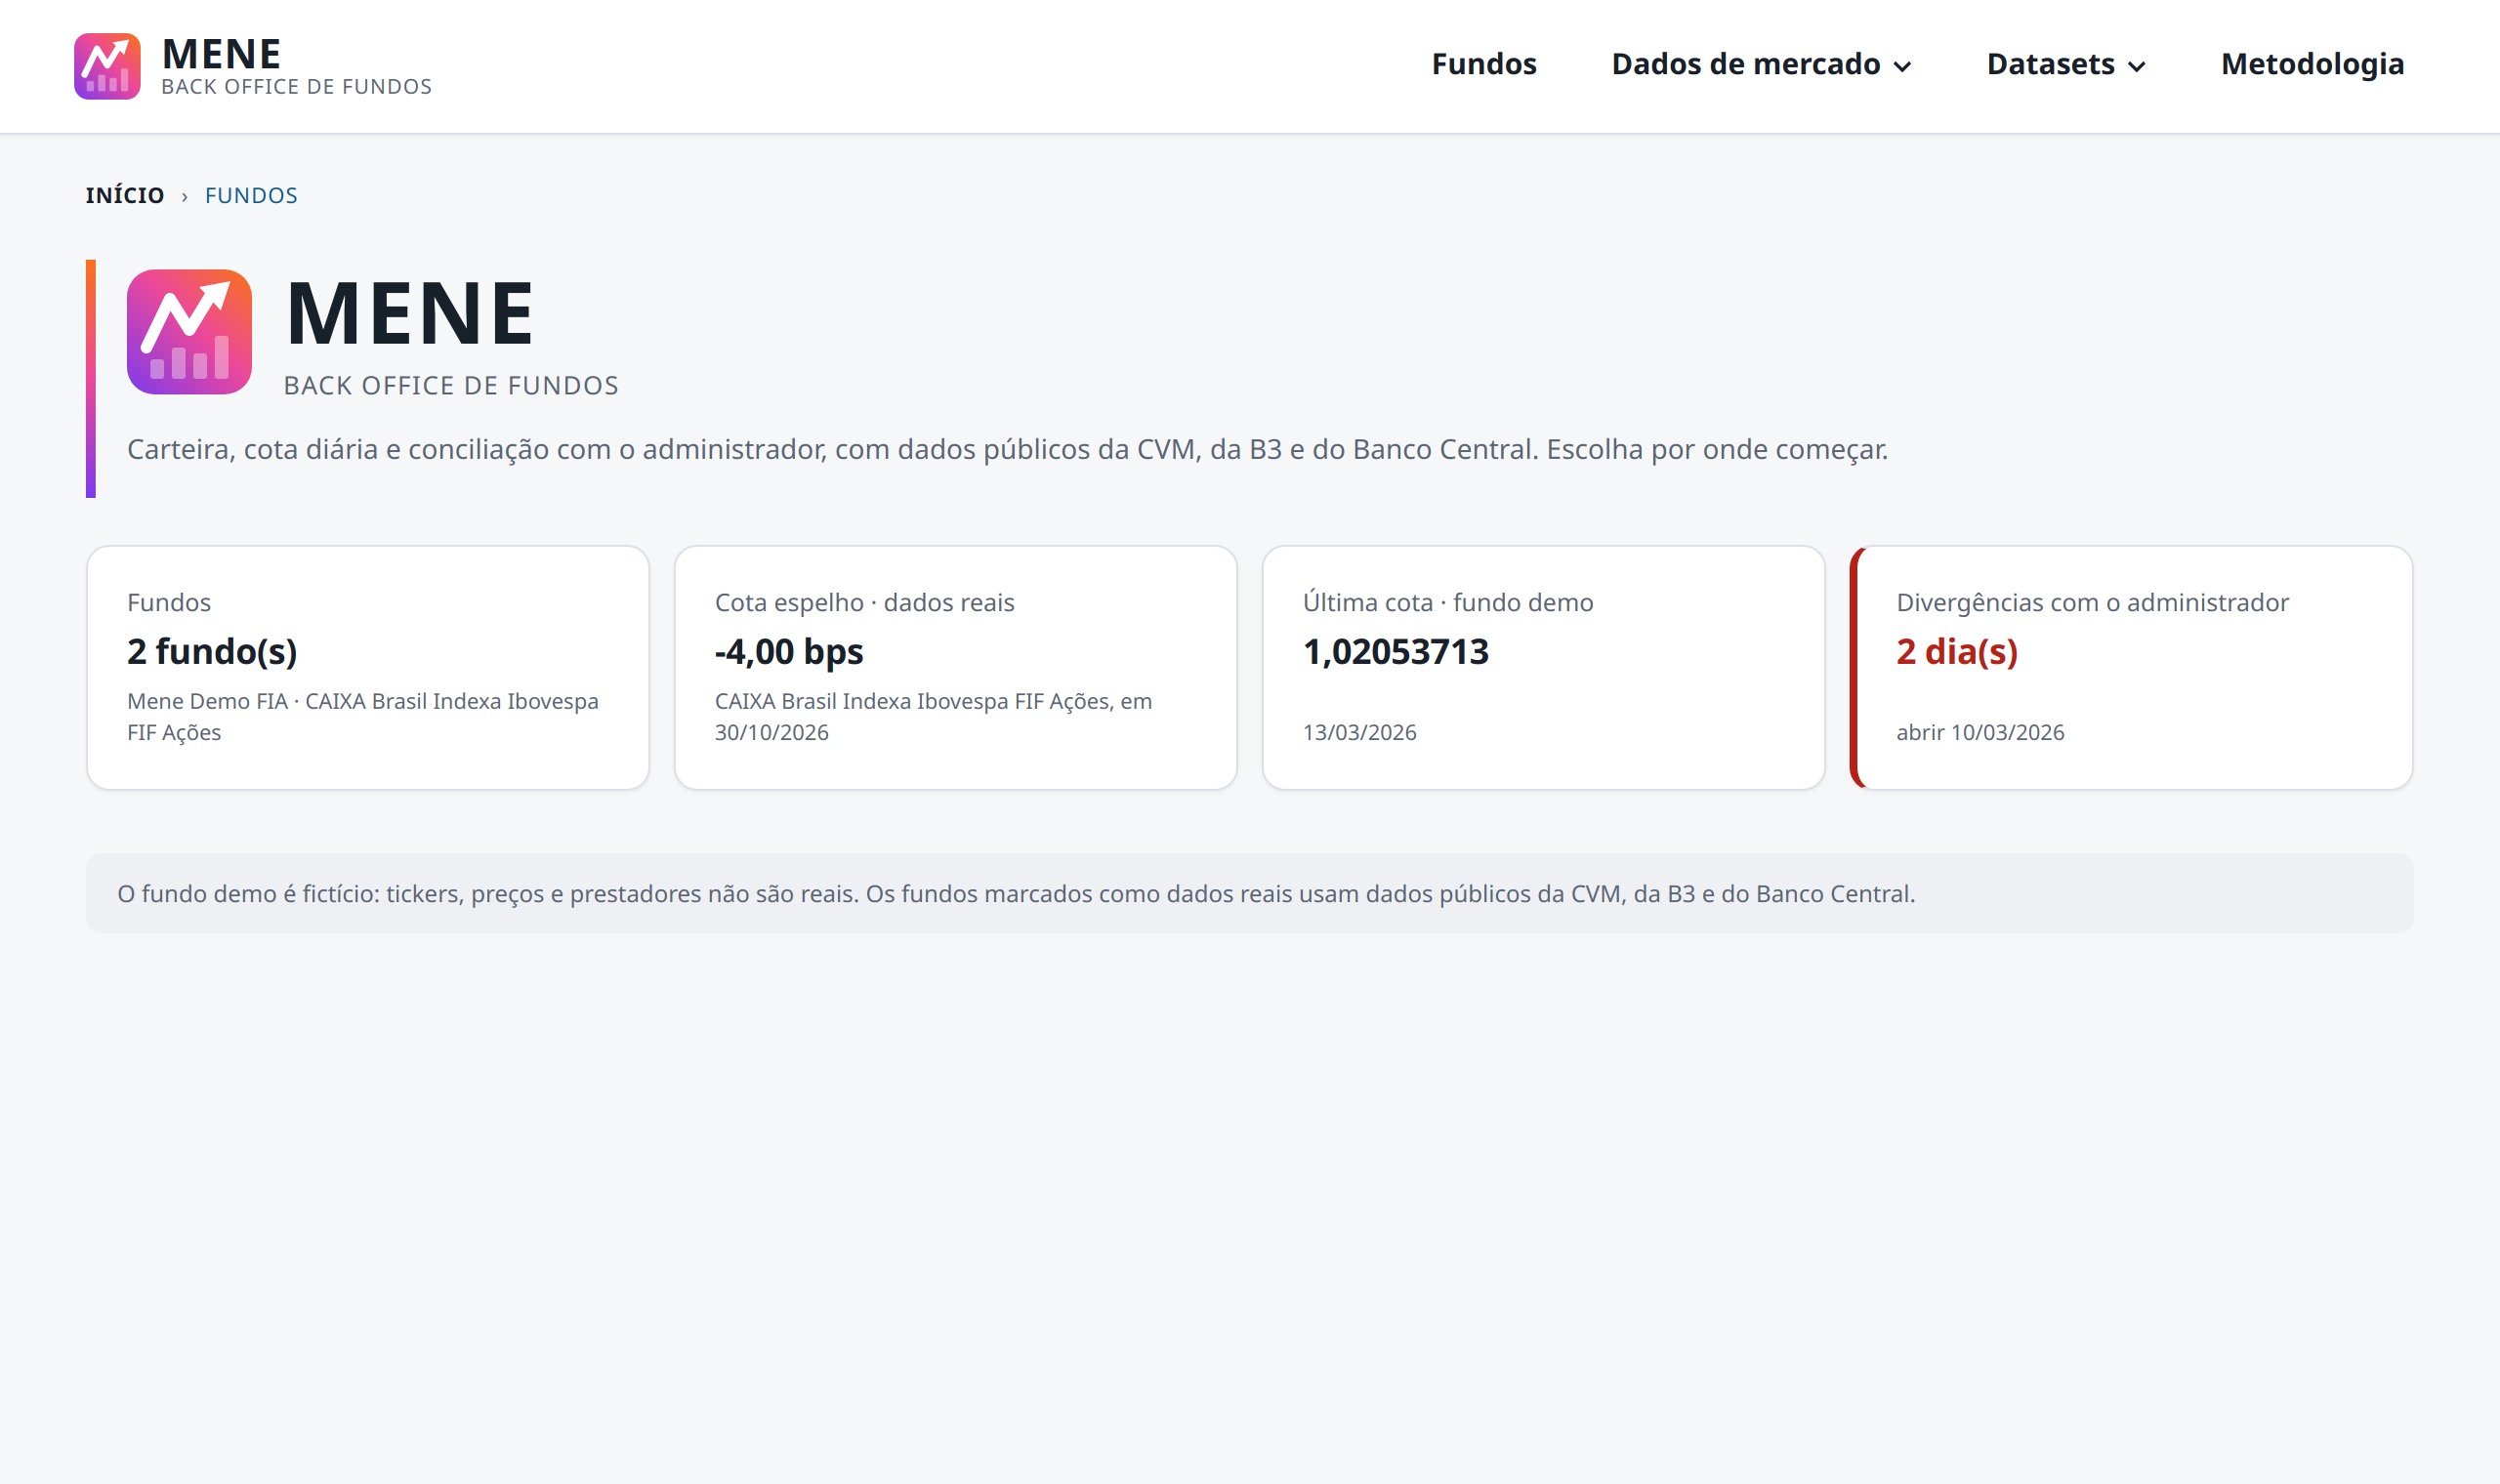 MENE
BACK OFFICE DE FUNDOS
Fundos
Dados de mercado
Datasets
Metodologia
INÍCIO › FUNDOS
MENE
BACK OFFICE DE FUNDOS
Carteira, cota diária e conciliação com o administrador, com dados públicos da CVM, da B3 e do Banco Central. Escolha por onde começar.
Fundos
2 fundo(s)
Mene Demo FIA · CAIXA Brasil Indexa Ibovespa
FIF Ações
Cota espelho · dados reais
-4,00 bps
CAIXA Brasil Indexa Ibovespa FIF Ações, em
30/10/2026
Última cota · fundo demo
1,02053713
13/03/2026
Divergências com o administrador
2 dia(s)
abrir 10/03/2026
O fundo demo é fictício: tickers, preços e prestadores não são reais. Os fundos marcados como dados reais usam dados públicos da CVM, da B3 e do Banco Central.